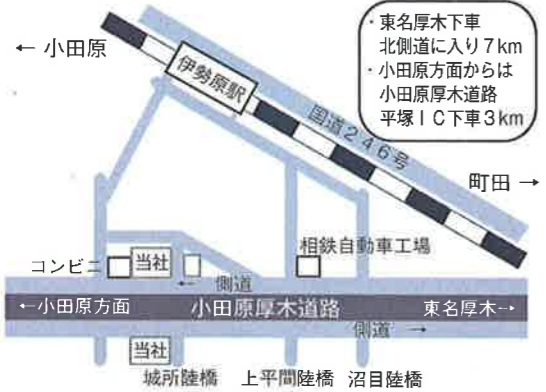 ・東名厚木下車
北側道に入り7km
・小田原方面からは
小田原厚木道路
平塚IC下車3km
← 小田原
伊勢原駅
国道246号
町田 →
相鉄自動車工場
コンビニ
当社
← 側道
←小田原方面
小田原厚木道路
東名厚木→
側道 →
当社
城所陸橋
上平間陸橋
沼目陸橋